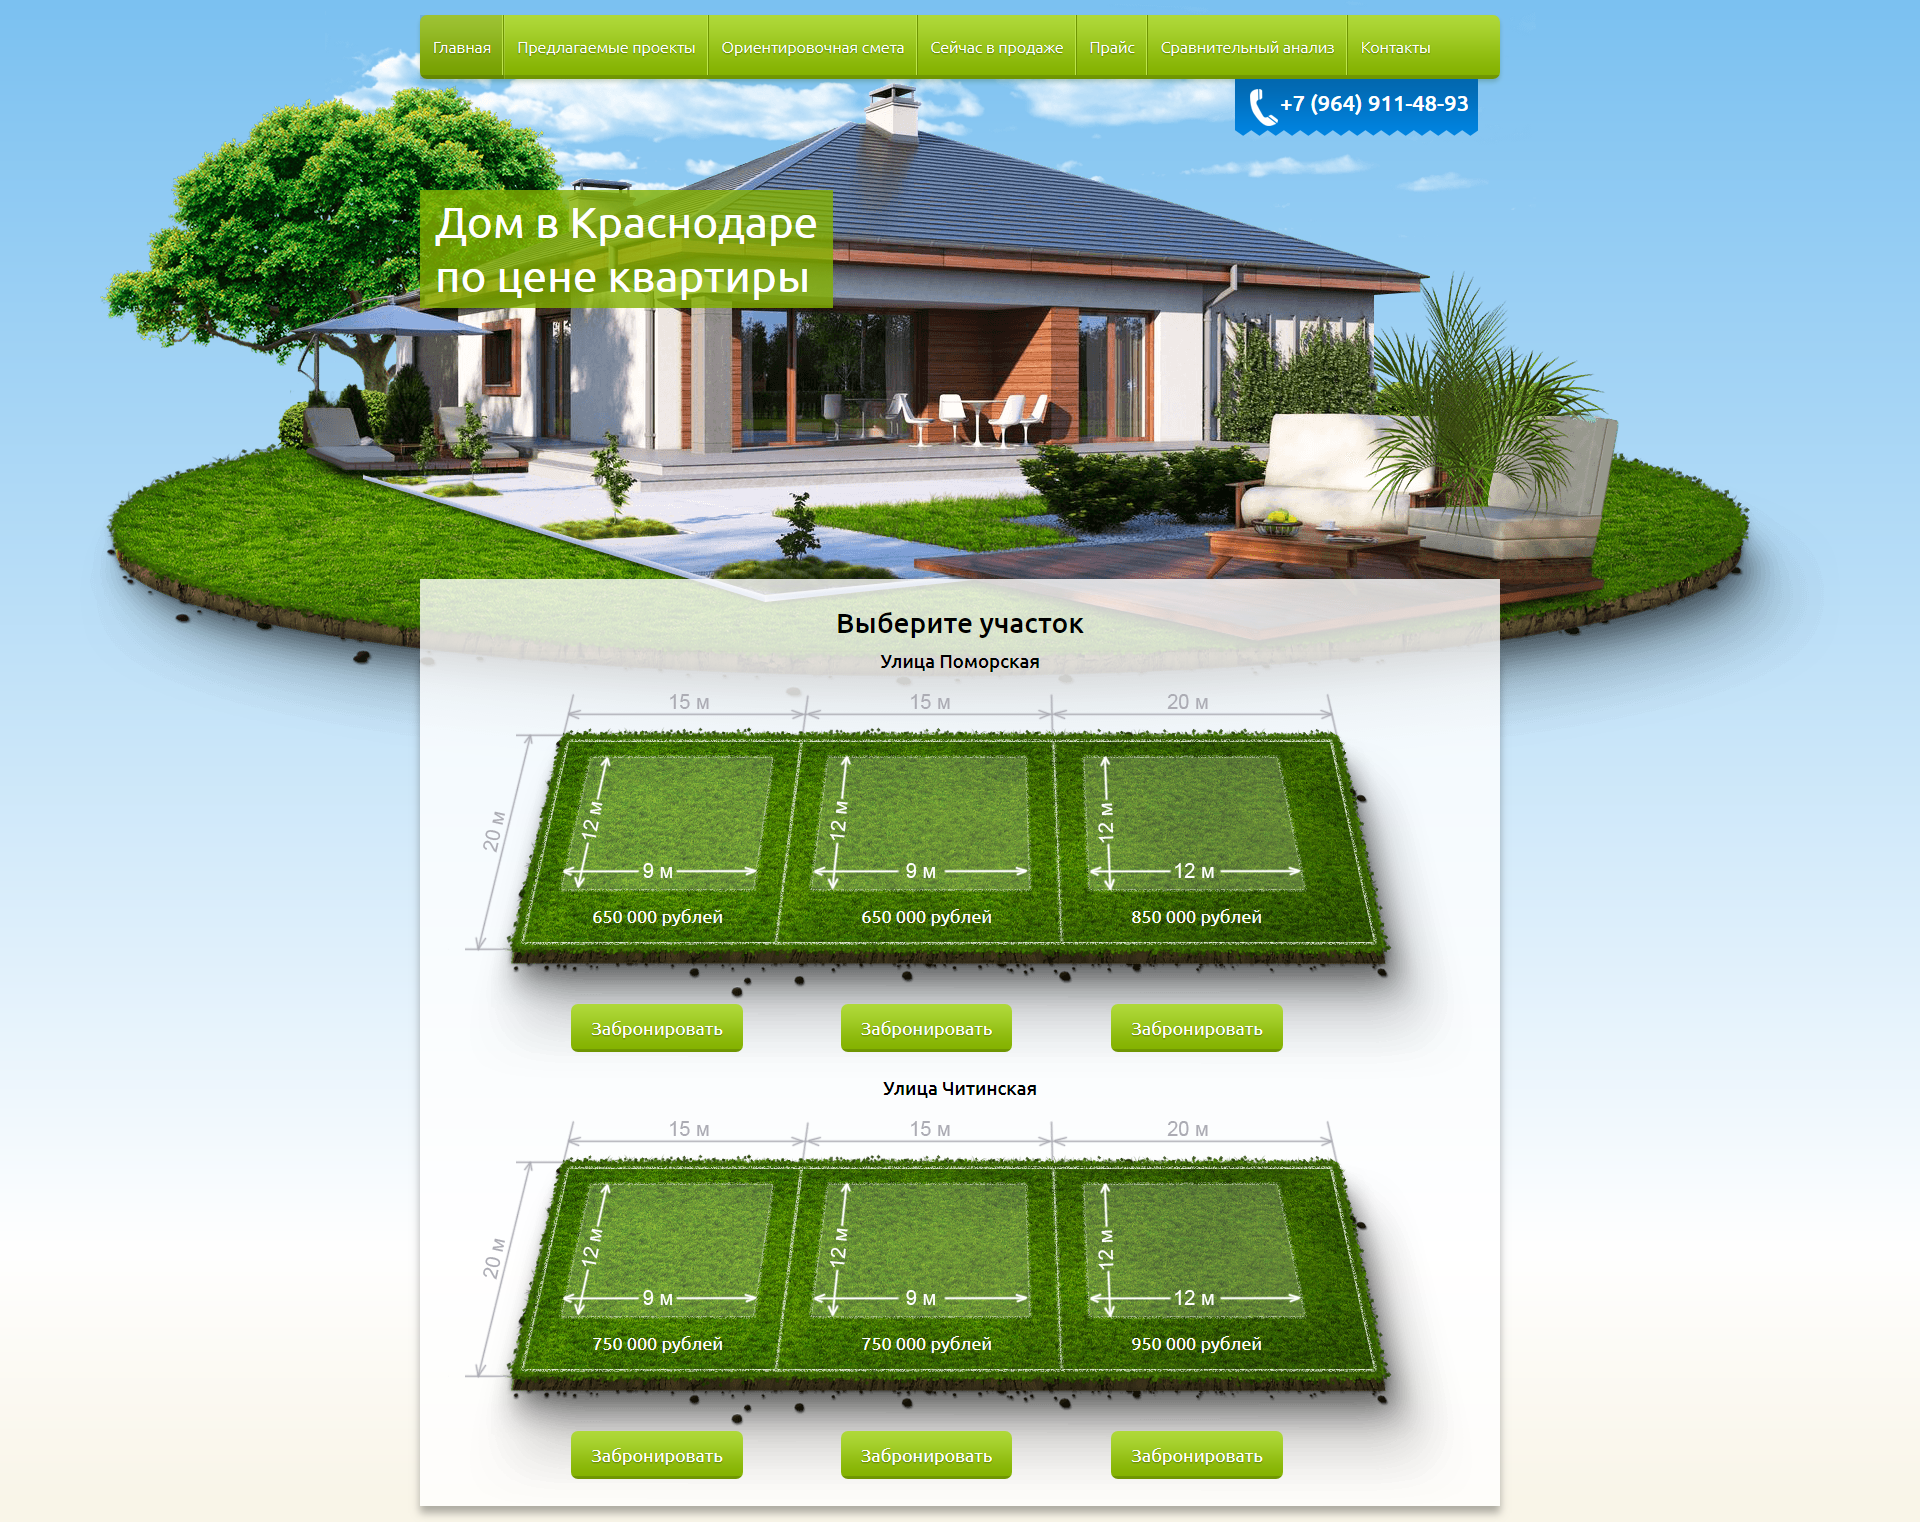 Главная Предлагаемые проекты Ориентировочная смета Сейчас в продаже Прайс Сравнительный анализ Контакты
+7 (964) 911-48-93
Дом в Краснодаре
по цене квартиры
Выберите участок
Улица Поморская
15 м 15 м 20 м
20 м
12 м 12 м 12 м
9 м 9 м 12 м
650 000 рублей 650 000 рублей 850 000 рублей
Забронировать Забронировать Забронировать
Улица Читинская
15 м 15 м 20 м
20 м
12 м 12 м 12 м
9 м 9 м 12 м
750 000 рублей 750 000 рублей 950 000 рублей
Забронировать Забронировать Забронировать